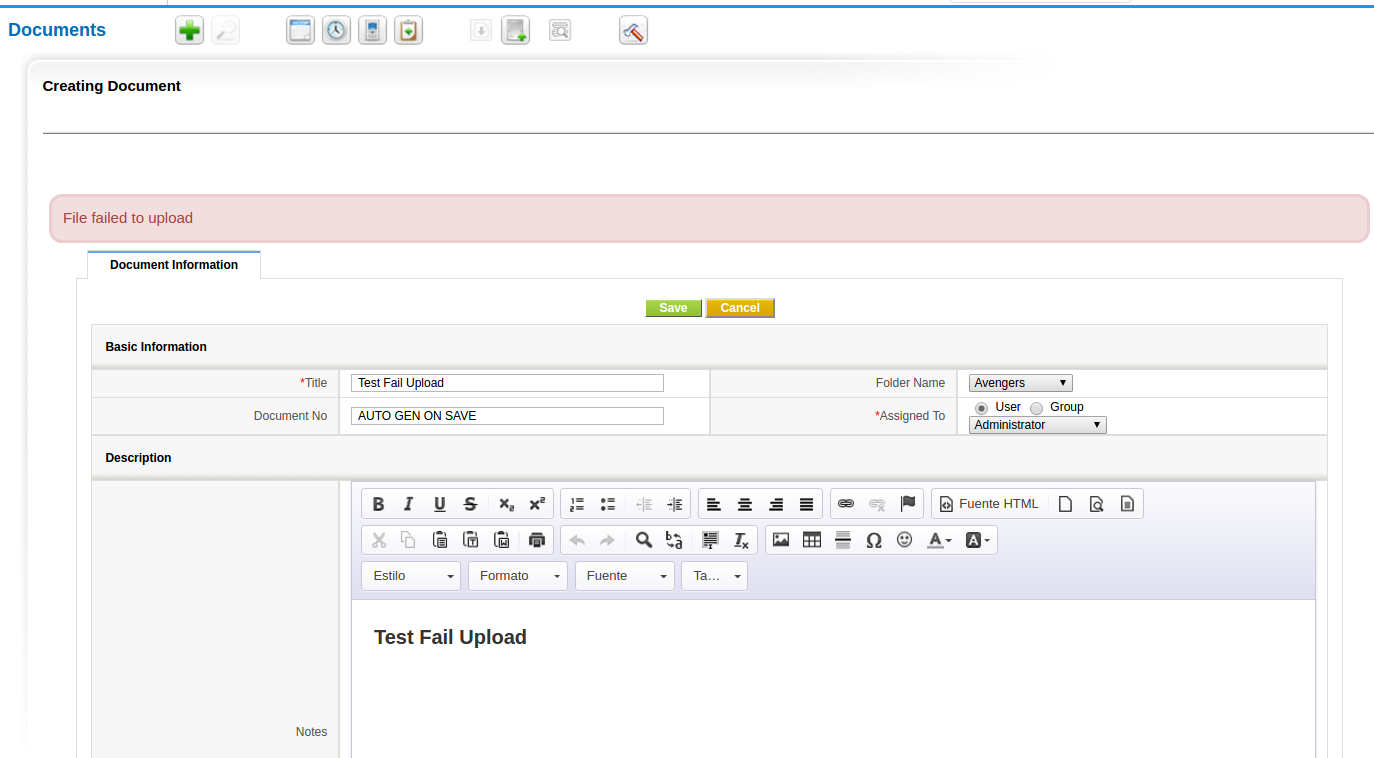 Documents
Creating Document
File failed to upload
Document Information
Save Cancel
Basic Information
*Title Test Fail Upload Folder Name Avengers
Document No AUTO GEN ON SAVE *Assigned To User Group
Administrator
Description
Fuente HTML
Estilo Formato Fuente Ta…
Test Fail Upload
Notes